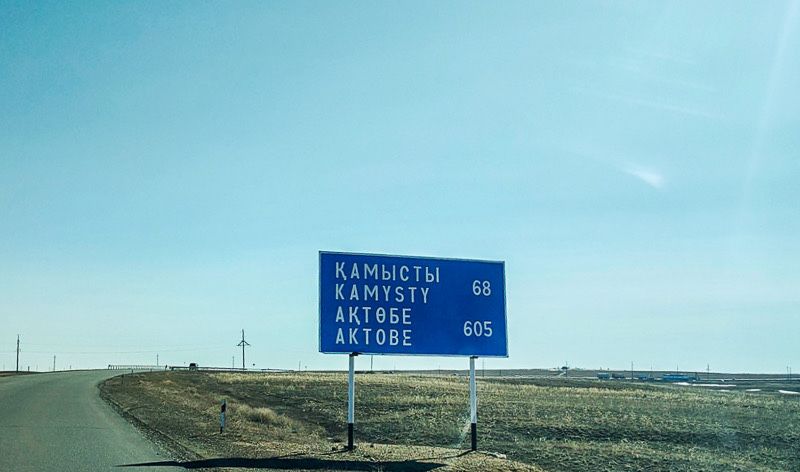 ҚАМЫСТЫ 68
KAMYSTY
АҚТӨБЕ 605
AKTOBE